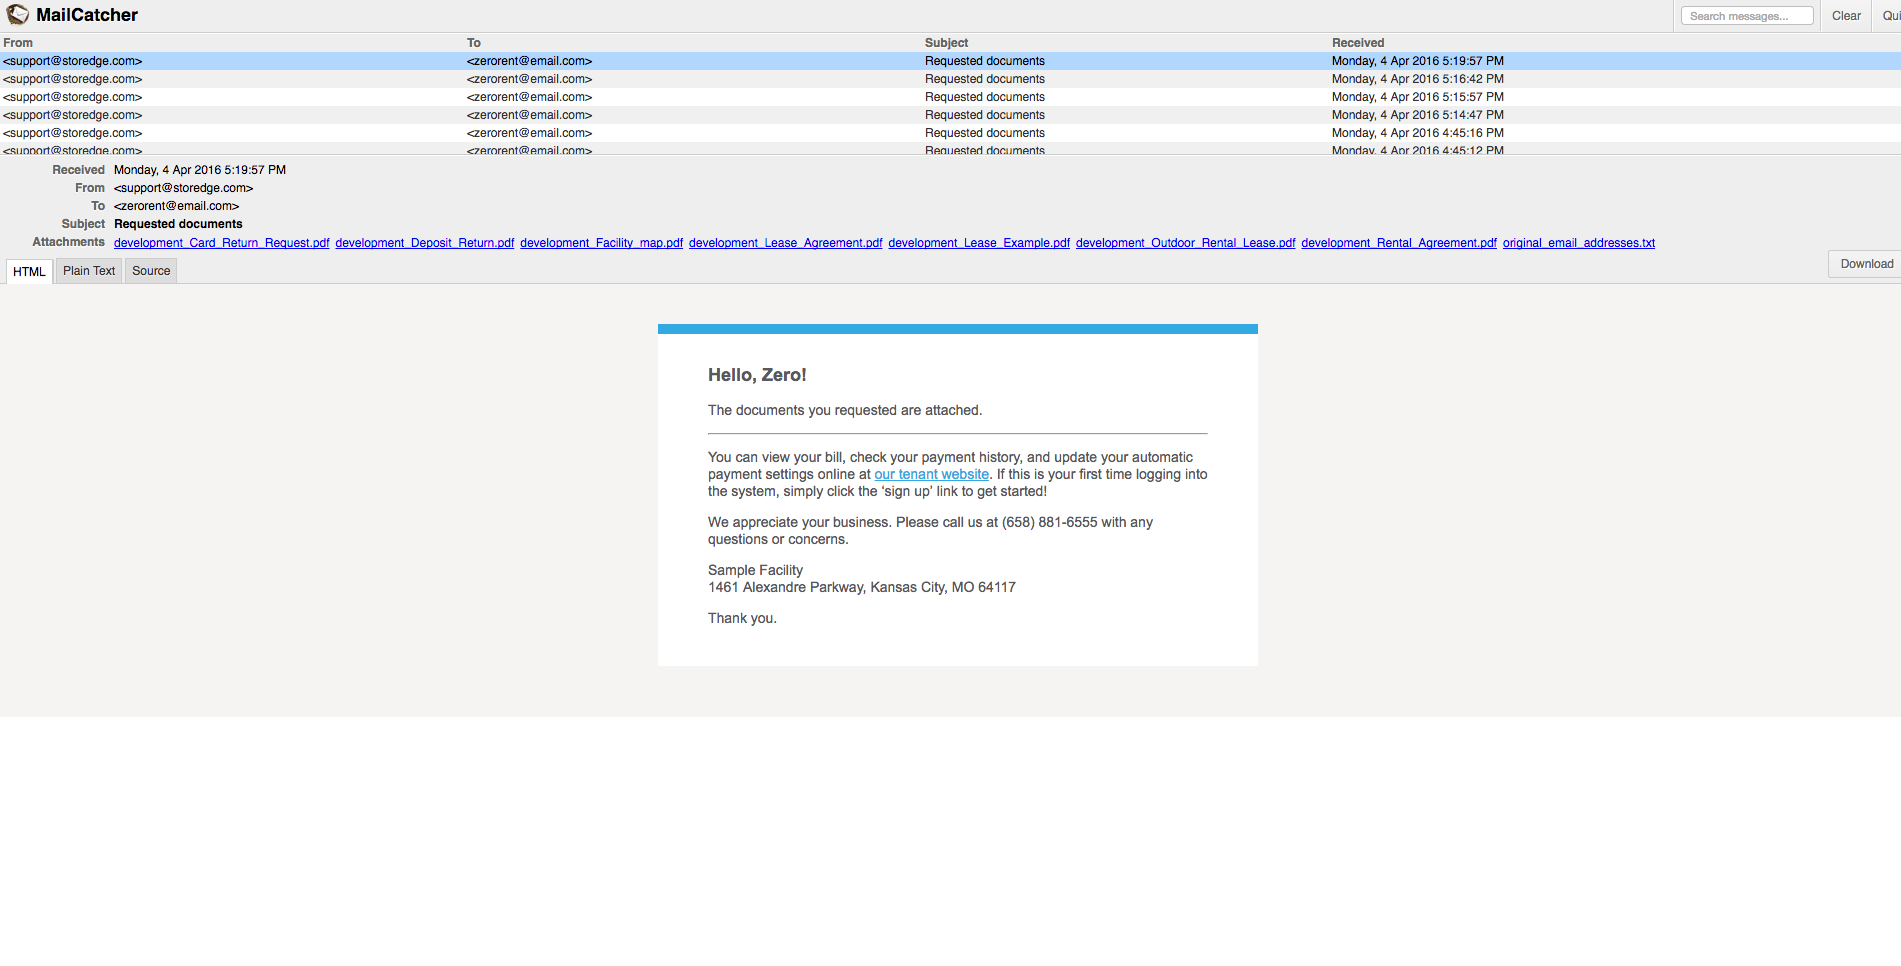 MailCatcher
Search messages...
Clear
Qui
From To Subject Received
<support@storedge.com> <zerorent@email.com> Requested documents Monday, 4 Apr 2016 5:19:57 PM
<support@storedge.com> <zerorent@email.com> Requested documents Monday, 4 Apr 2016 5:16:42 PM
<support@storedge.com> <zerorent@email.com> Requested documents Monday, 4 Apr 2016 5:15:57 PM
<support@storedge.com> <zerorent@email.com> Requested documents Monday, 4 Apr 2016 5:14:47 PM
<support@storedge.com> <zerorent@email.com> Requested documents Monday, 4 Apr 2016 4:45:16 PM
<support@storedge.com> <zerorent@email.com> Requested documents Monday, 4 Apr 2016 4:45:12 PM
Received Monday, 4 Apr 2016 5:19:57 PM
From <support@storedge.com>
To <zerorent@email.com>
Subject Requested documents
Attachments development_Card_Return_Request.pdf development_Deposit_Return.pdf development_Facility_map.pdf development_Lease_Agreement.pdf development_Lease_Example.pdf development_Outdoor_Rental_Lease.pdf development_Rental_Agreement.pdf original_email_addresses.txt
HTML Plain Text Source Download
Hello, Zero!
The documents you requested are attached.
You can view your bill, check your payment history, and update your automatic
payment settings online at our tenant website. If this is your first time logging into
the system, simply click the ‘sign up’ link to get started!
We appreciate your business. Please call us at (658) 881-6555 with any
questions or concerns.
Sample Facility
1461 Alexandre Parkway, Kansas City, MO 64117
Thank you.